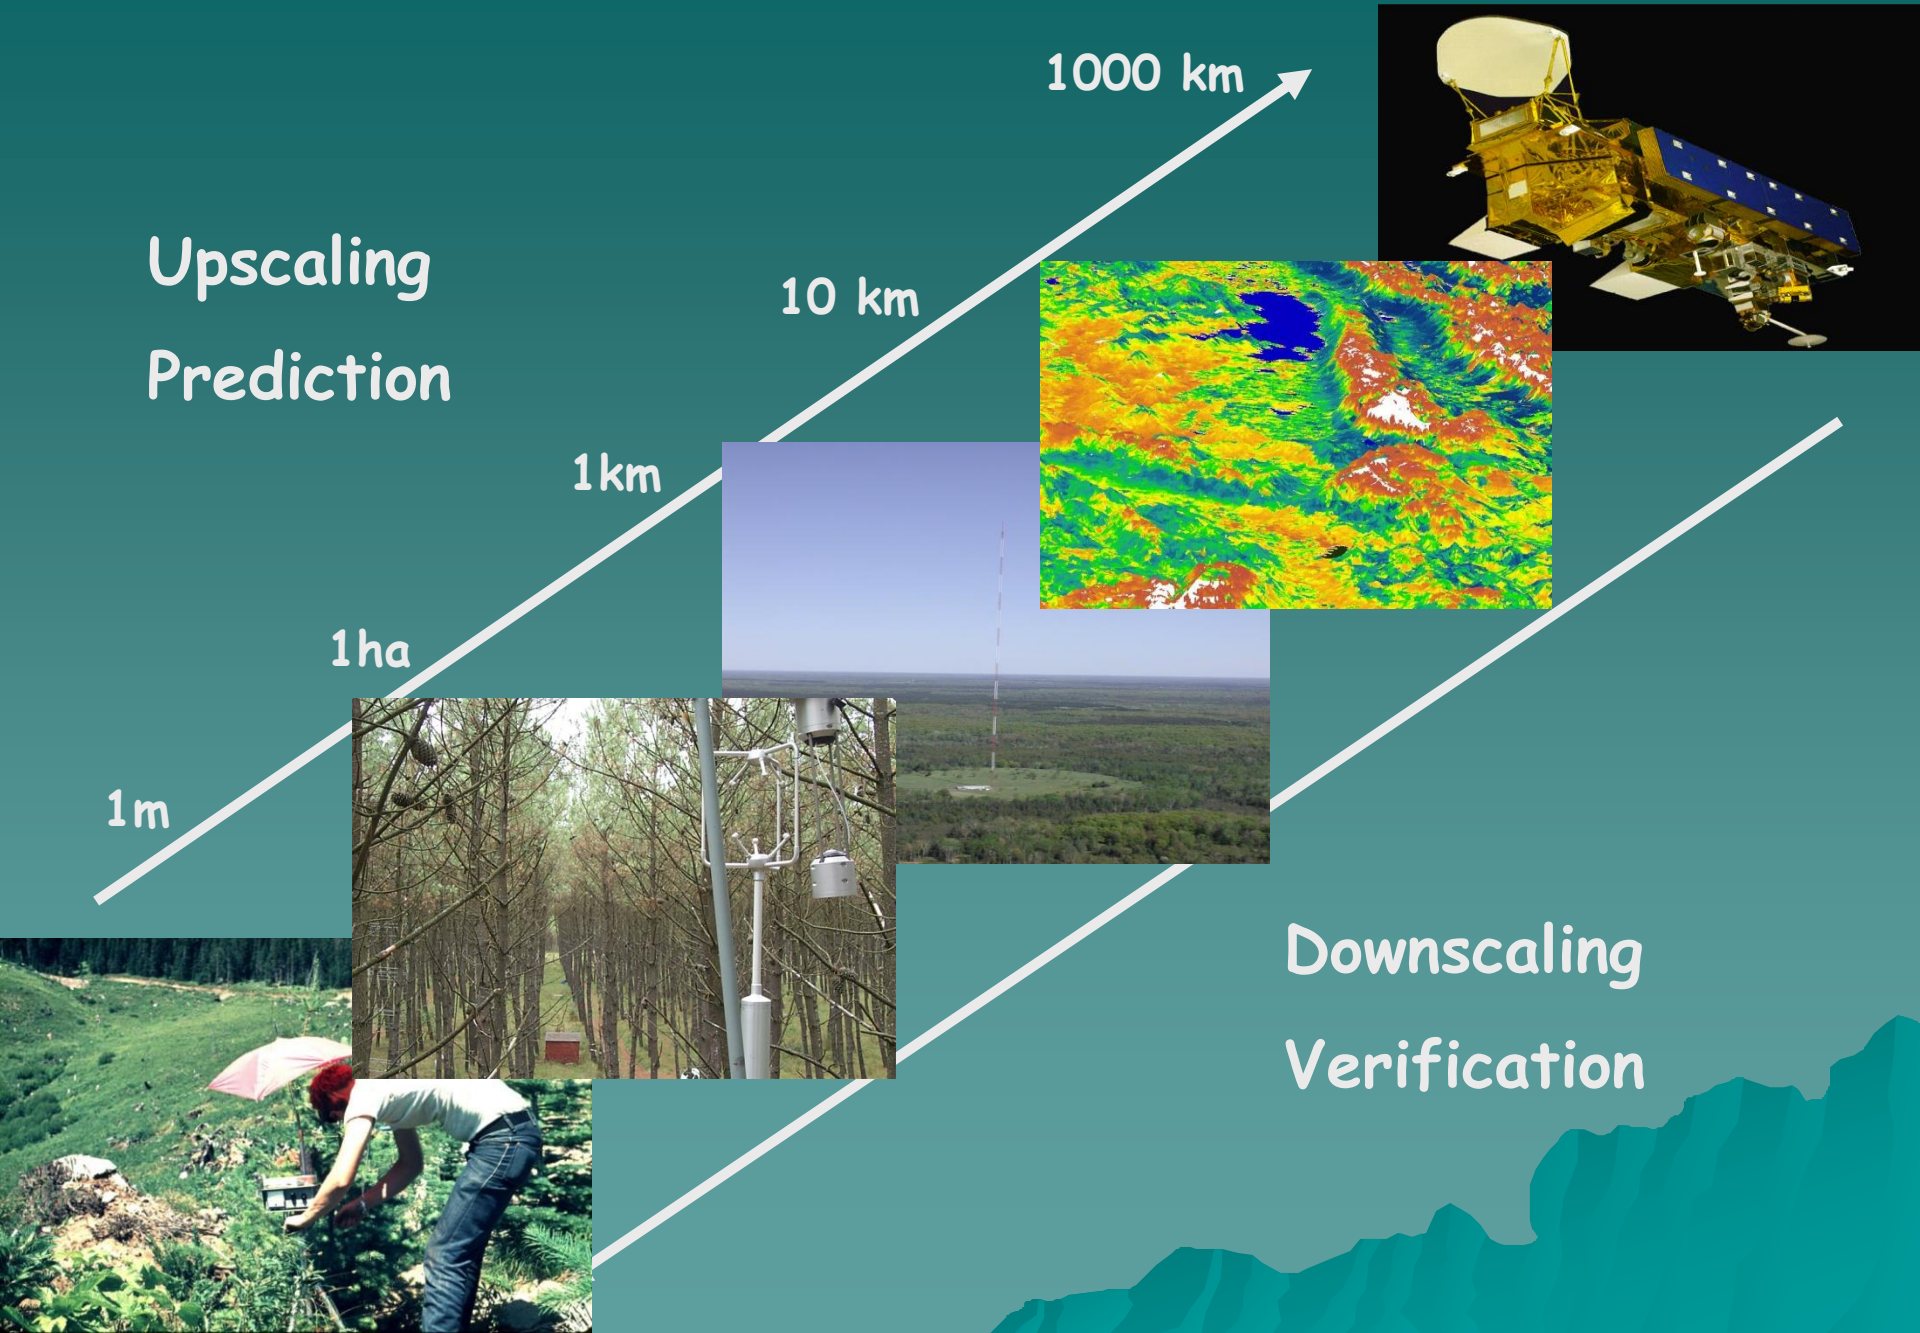 1000 km
Upscaling
10 km
Prediction
1km
1ha
1m
Downscaling
Verification